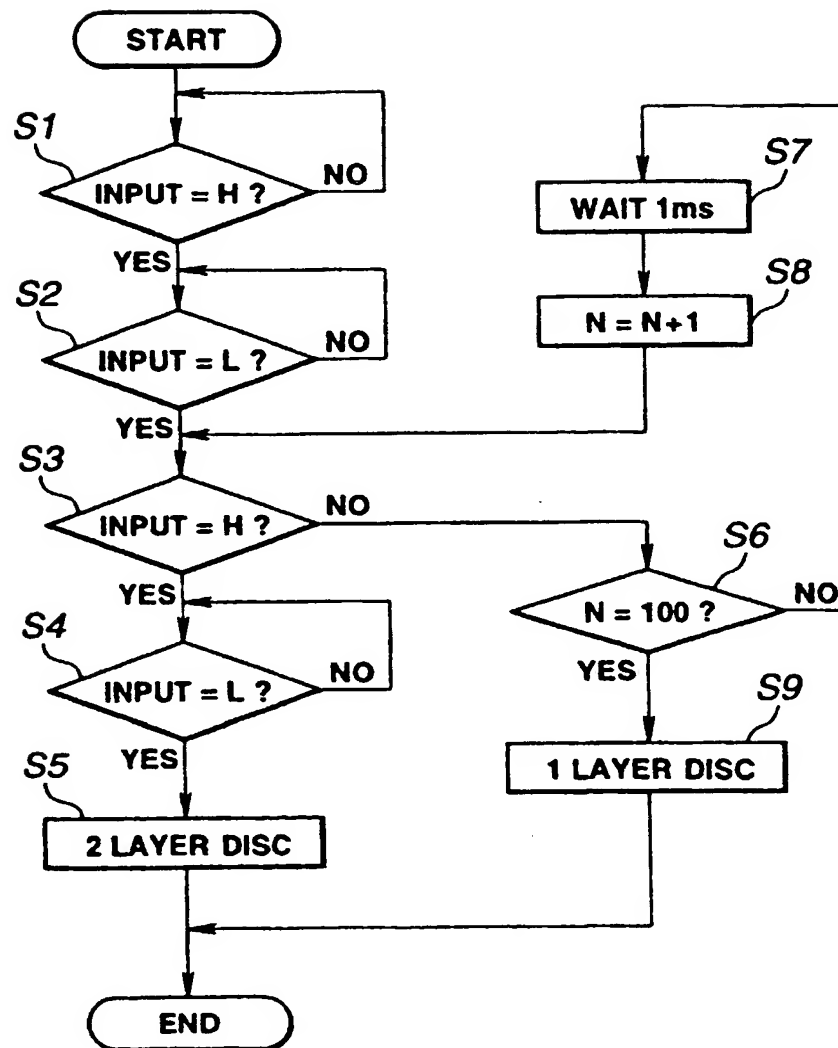 START
S1
INPUT = H ?
NO
YES
S2
INPUT = L ?
NO
YES
S3
INPUT = H ?
NO
YES
S4
INPUT = L ?
NO
YES
S5
2 LAYER DISC
END
S7
WAIT 1ms
S8
N = N+1
S6
N = 100 ?
NO
YES
S9
1 LAYER DISC